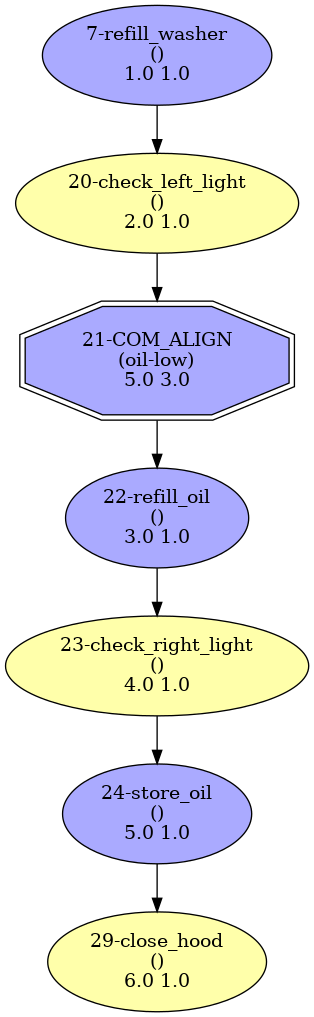 7-refill_washer
()
1.0 1.0
20-check_left_light
()
2.0 1.0
21-COM_ALIGN
(oil-low)
5.0 3.0
22-refill_oil
()
3.0 1.0
23-check_right_light
()
4.0 1.0
24-store_oil
()
5.0 1.0
29-close_hood
()
6.0 1.0